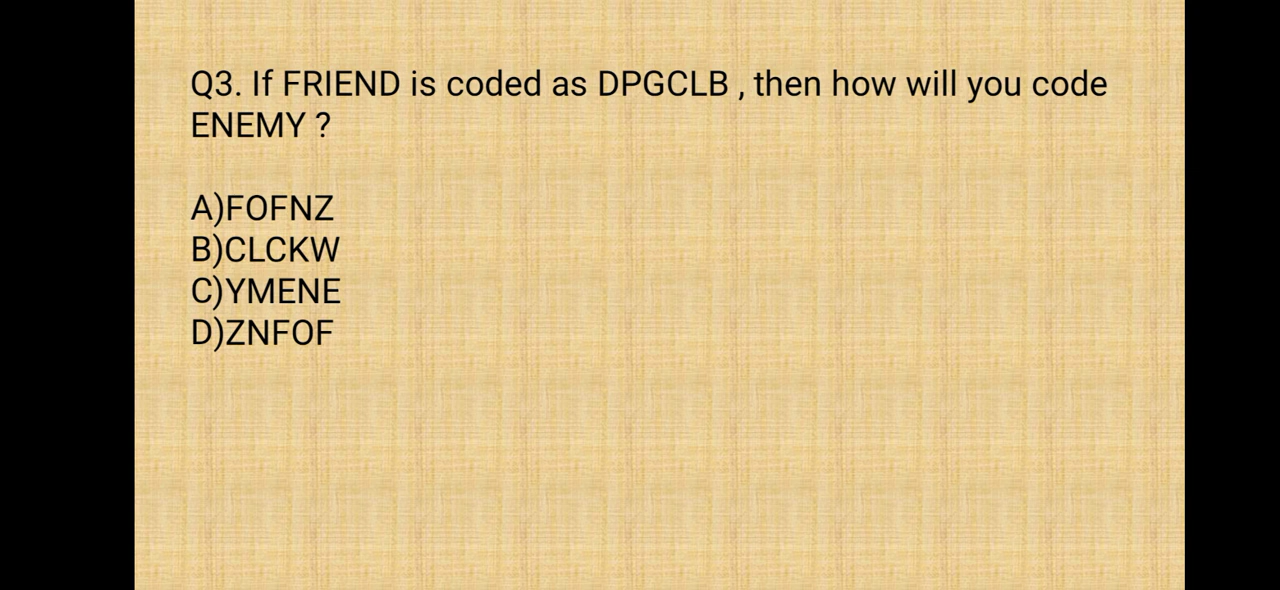 Q3. If FRIEND is coded as DPGCLB , then how will you code
ENEMY ?
A)FOFNZ
B)CLCKW
C)YMENE
D)ZNFOF